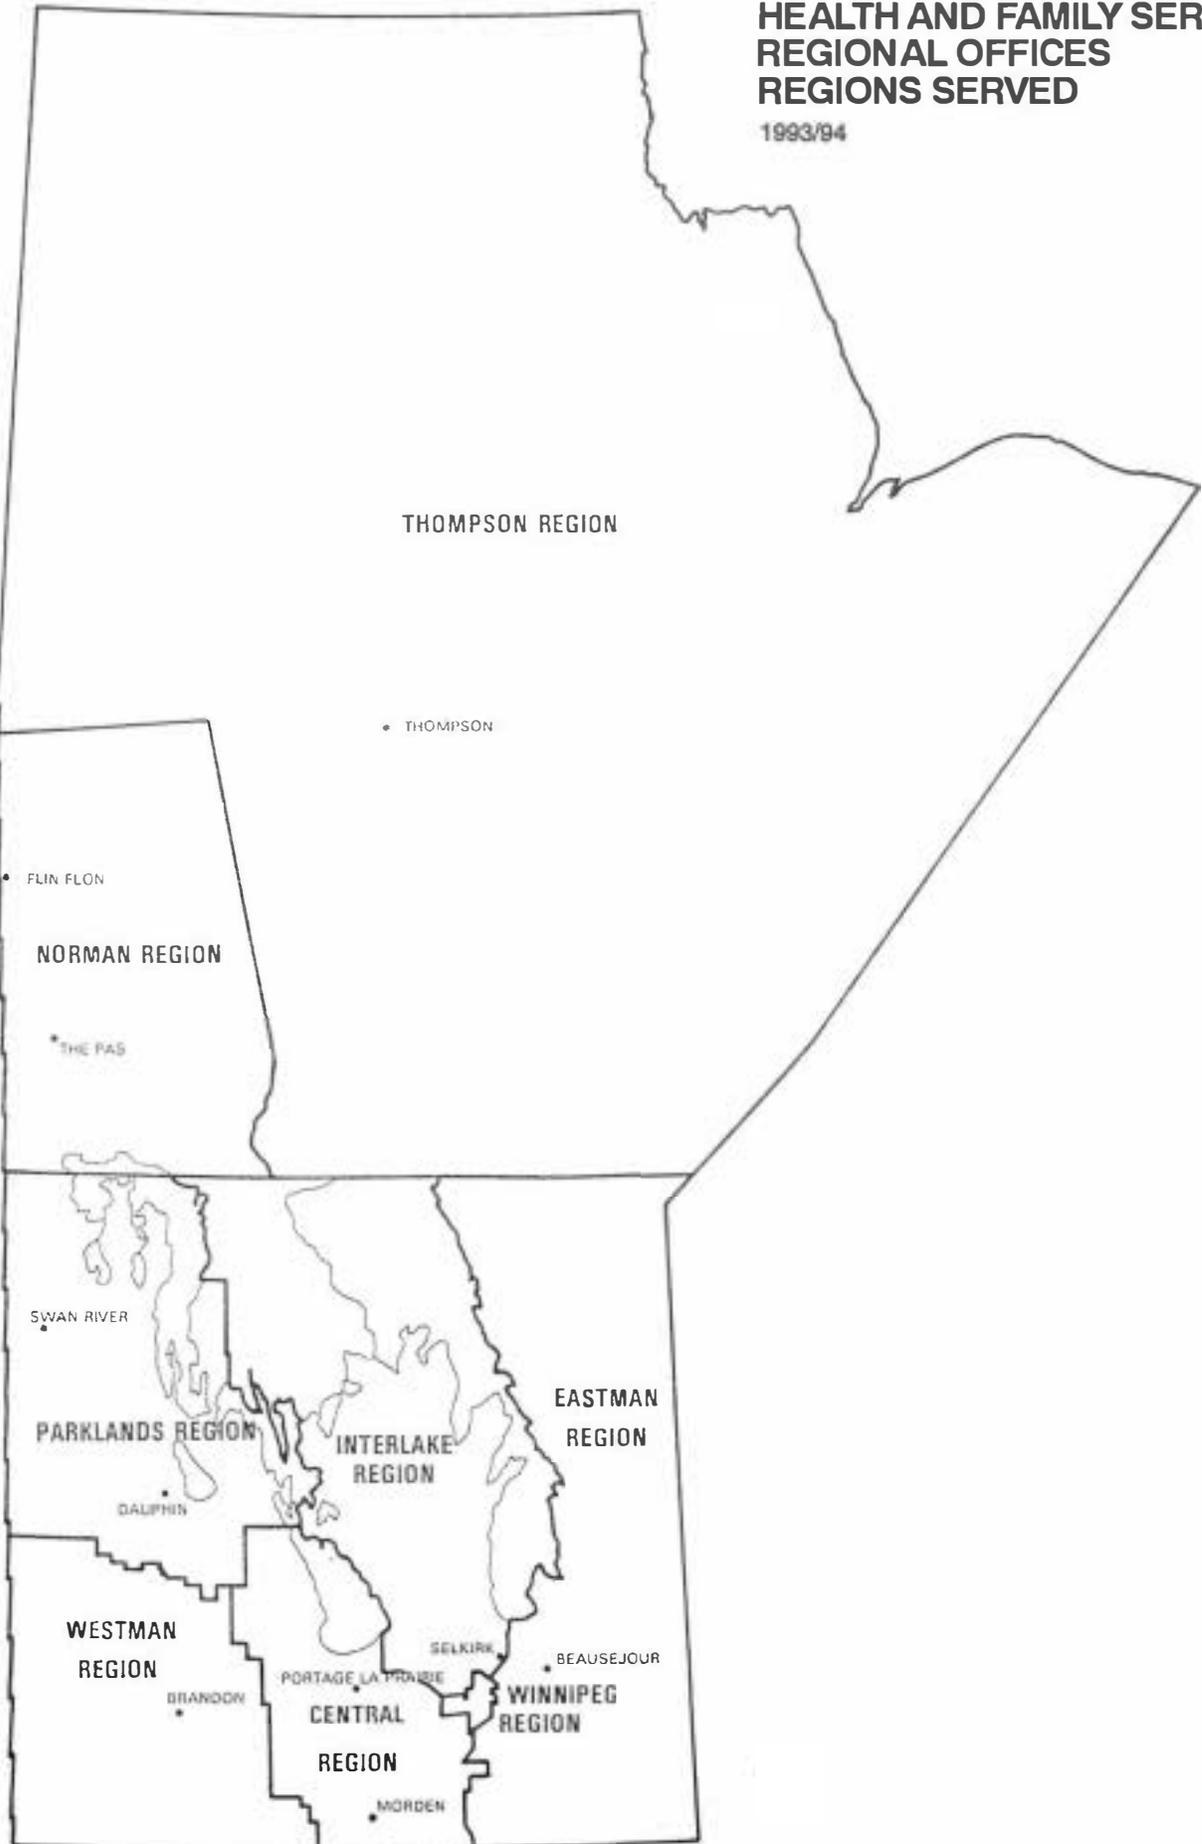 HEALTH AND FAMILY SER
REGIONAL OFFICES
REGIONS SERVED
1993/94
THOMPSON REGION
THOMPSON
FLIN FLON
NORMAN REGION
THE PAS
SWAN RIVER
EASTMAN
REGION
PARKLANDS REGION
INTERLAKE
REGION
DAUPHIN
WESTMAN
REGION
SELKIRK
BEAUSEJOUR
PORTAGE LA PRAIRIE
BRANDON
WINNIPEG
REGION
CENTRAL
REGION
MORDEN